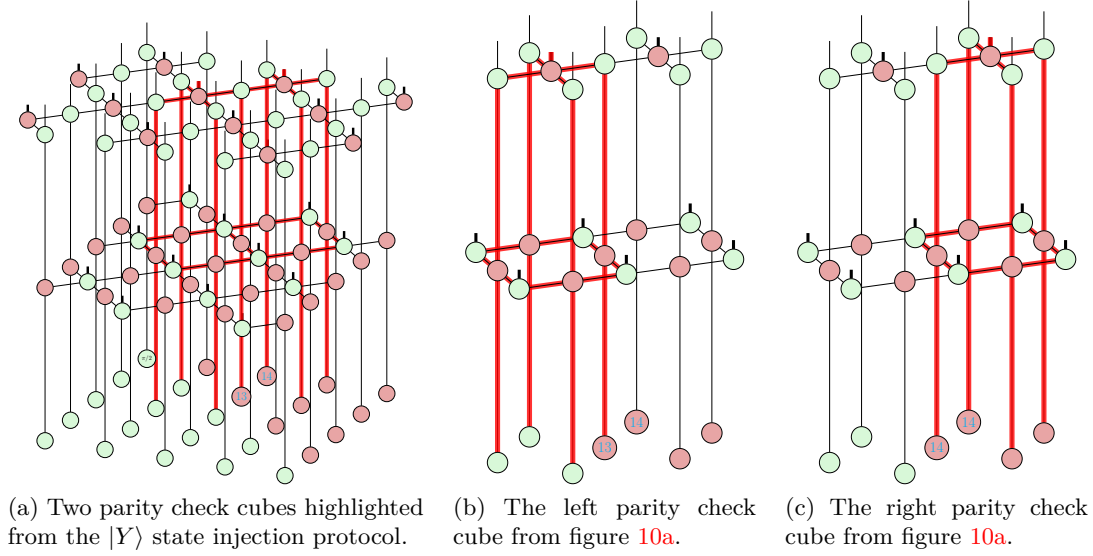 π/2
14
13
14
13
14
14
(a) Two parity check cubes highlighted
from the |Y⟩ state injection protocol.
(b) The left parity check
cube from figure 10a.
(c) The right parity check
cube from figure 10a.